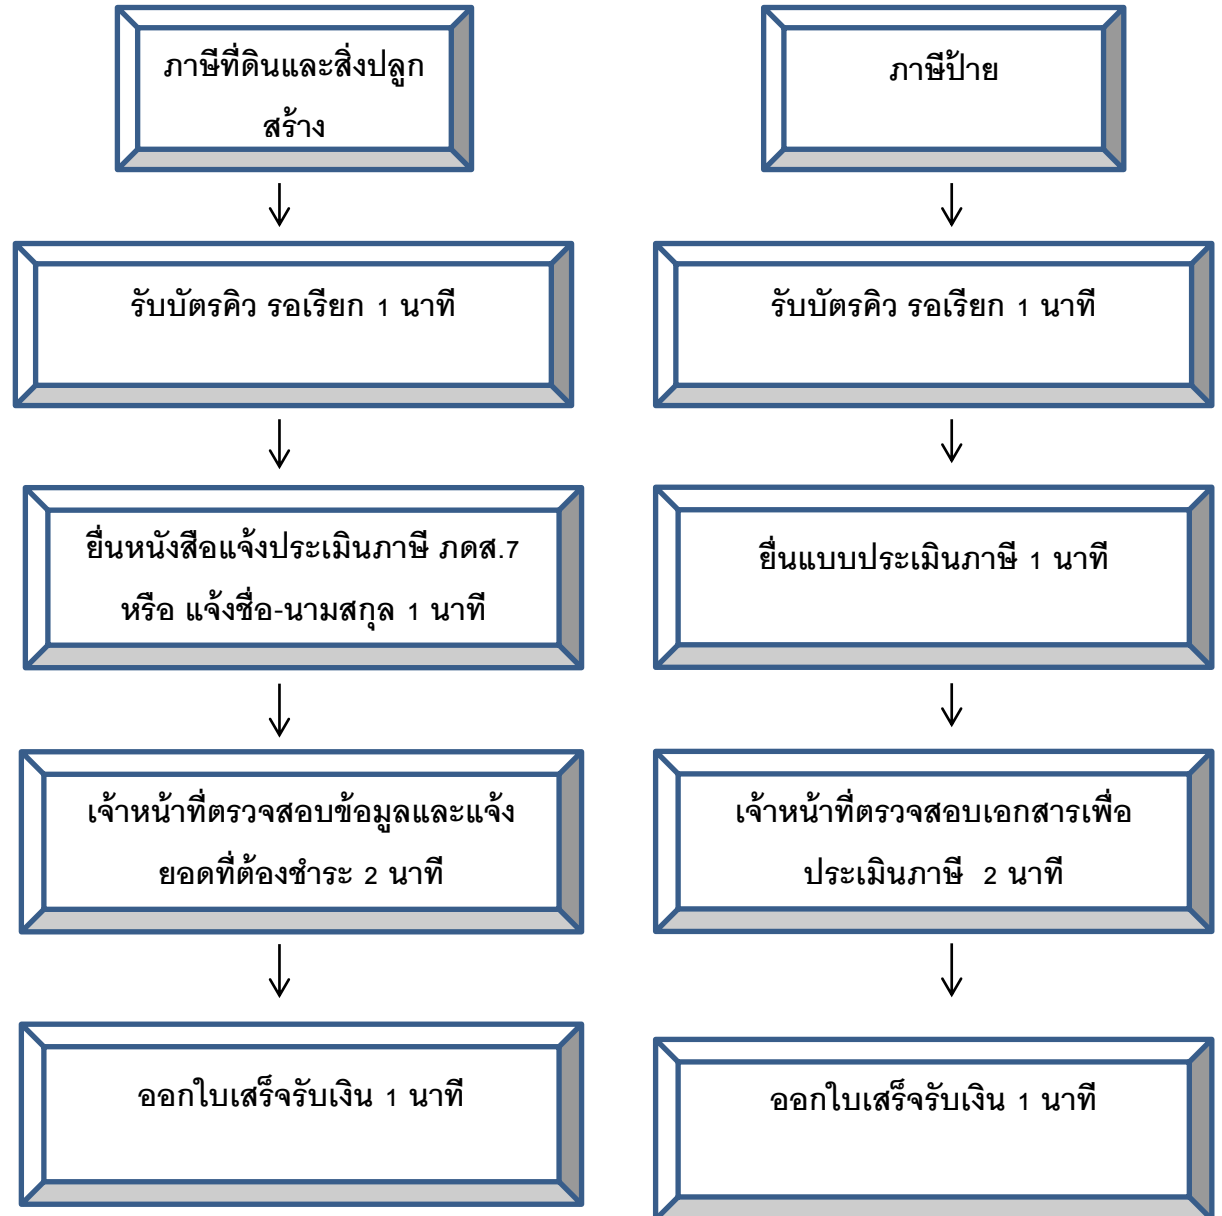 ภาษีที่ดินและสิ่งปลูก
สร้าง
รับบัตรคิว รอเรียก 1 นาที
ยื่นหนังสือแจ้งประเมินภาษี ภดส.7
หรือ แจ้งชื่อ-นามสกุล 1 นาที
เจ้าหน้าที่ตรวจสอบข้อมูลและแจ้ง
ยอดที่ต้องชำระ 2 นาที
ออกใบเสร็จรับเงิน 1 นาที
ภาษีป้าย
รับบัตรคิว รอเรียก 1 นาที
ยื่นแบบประเมินภาษี 1 นาที
เจ้าหน้าที่ตรวจสอบเอกสารเพื่อ
ประเมินภาษี 2 นาที
ออกใบเสร็จรับเงิน 1 นาที